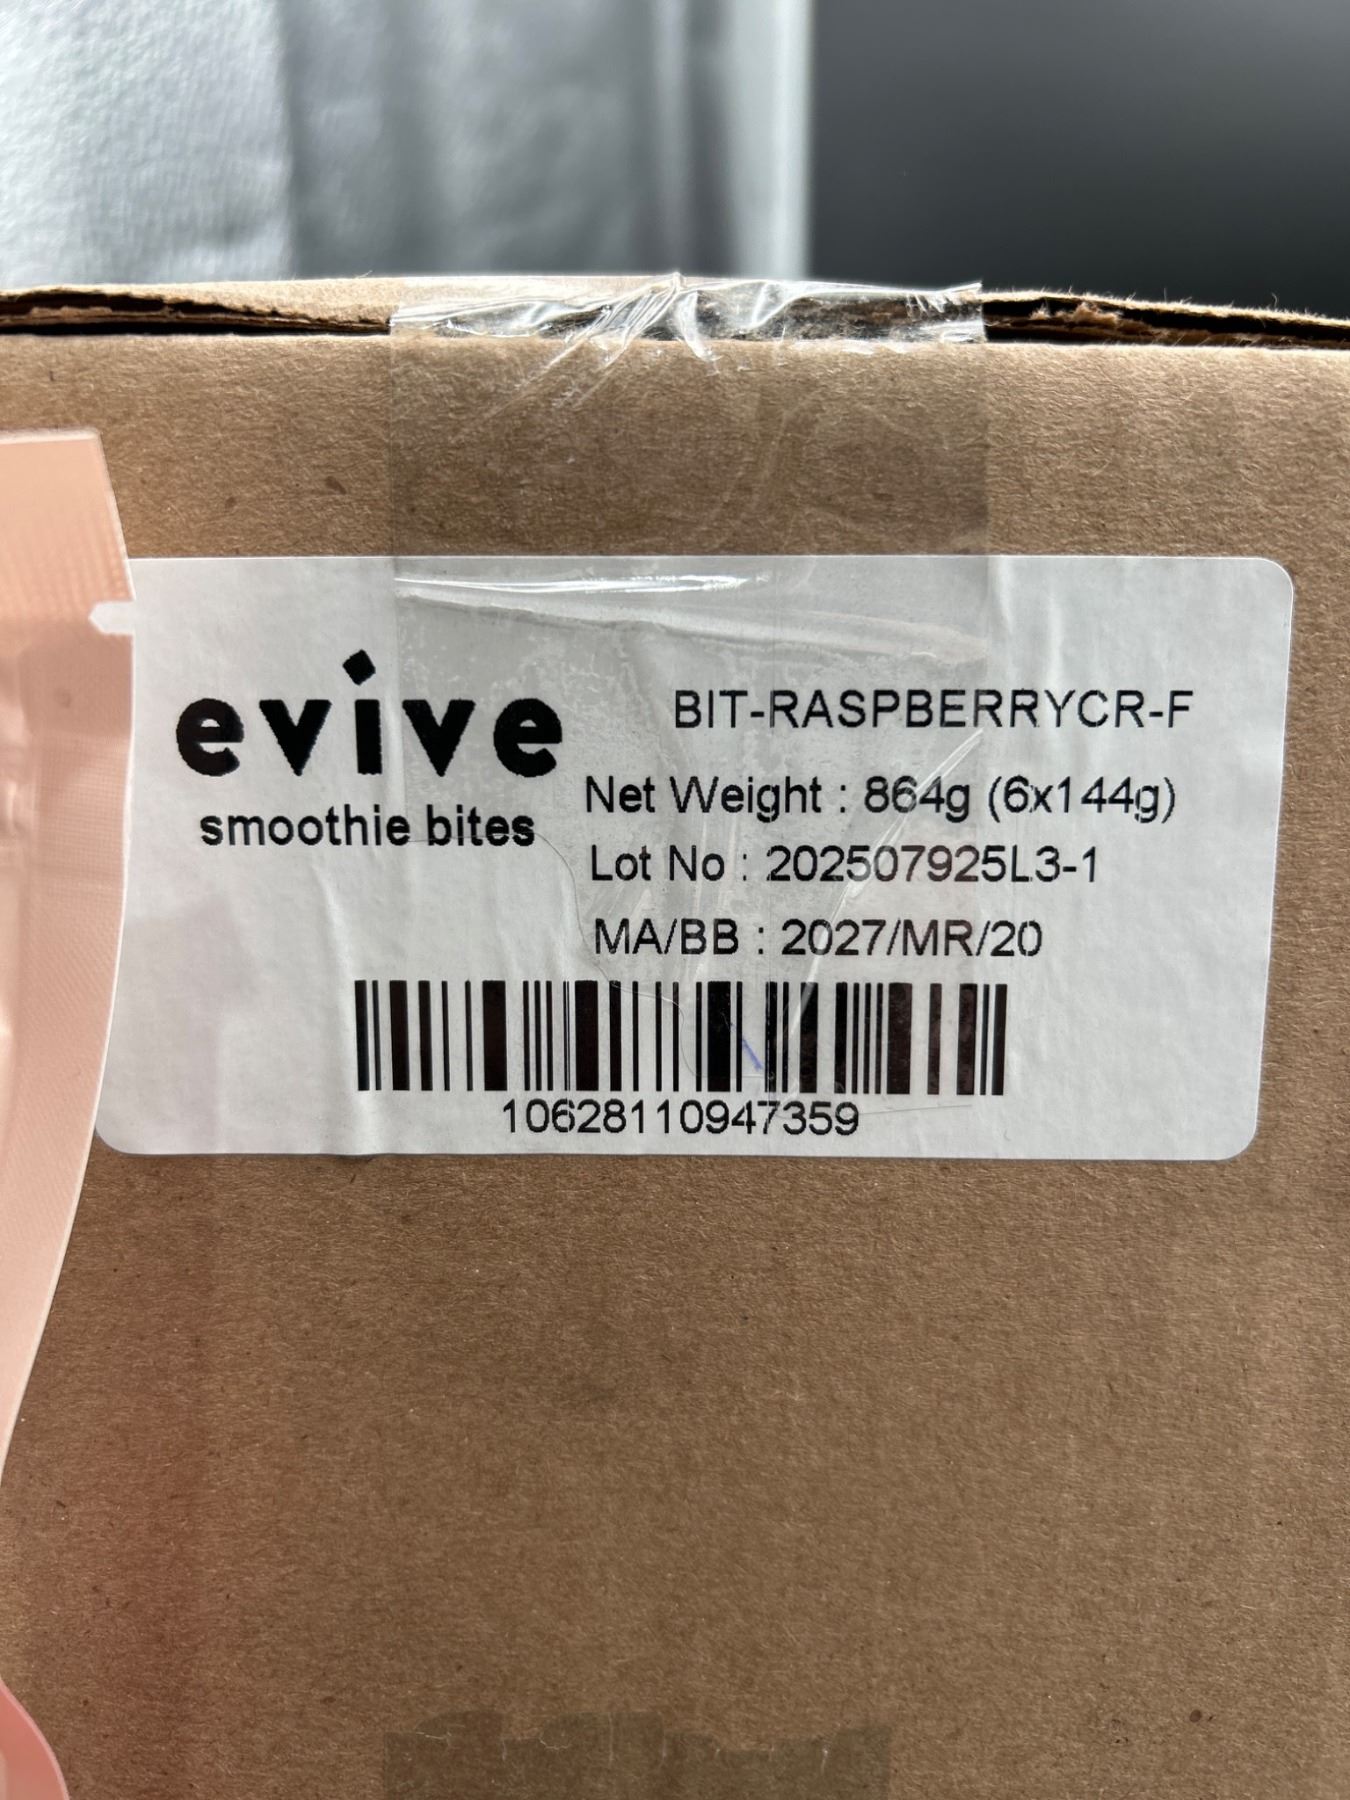 evive
smoothie bites
BIT-RASPBERRYCR-F
Net Weight : 864g (6x144g)
Lot No : 202507925L3-1
MA/BB : 2027/MR/20
10628110947359